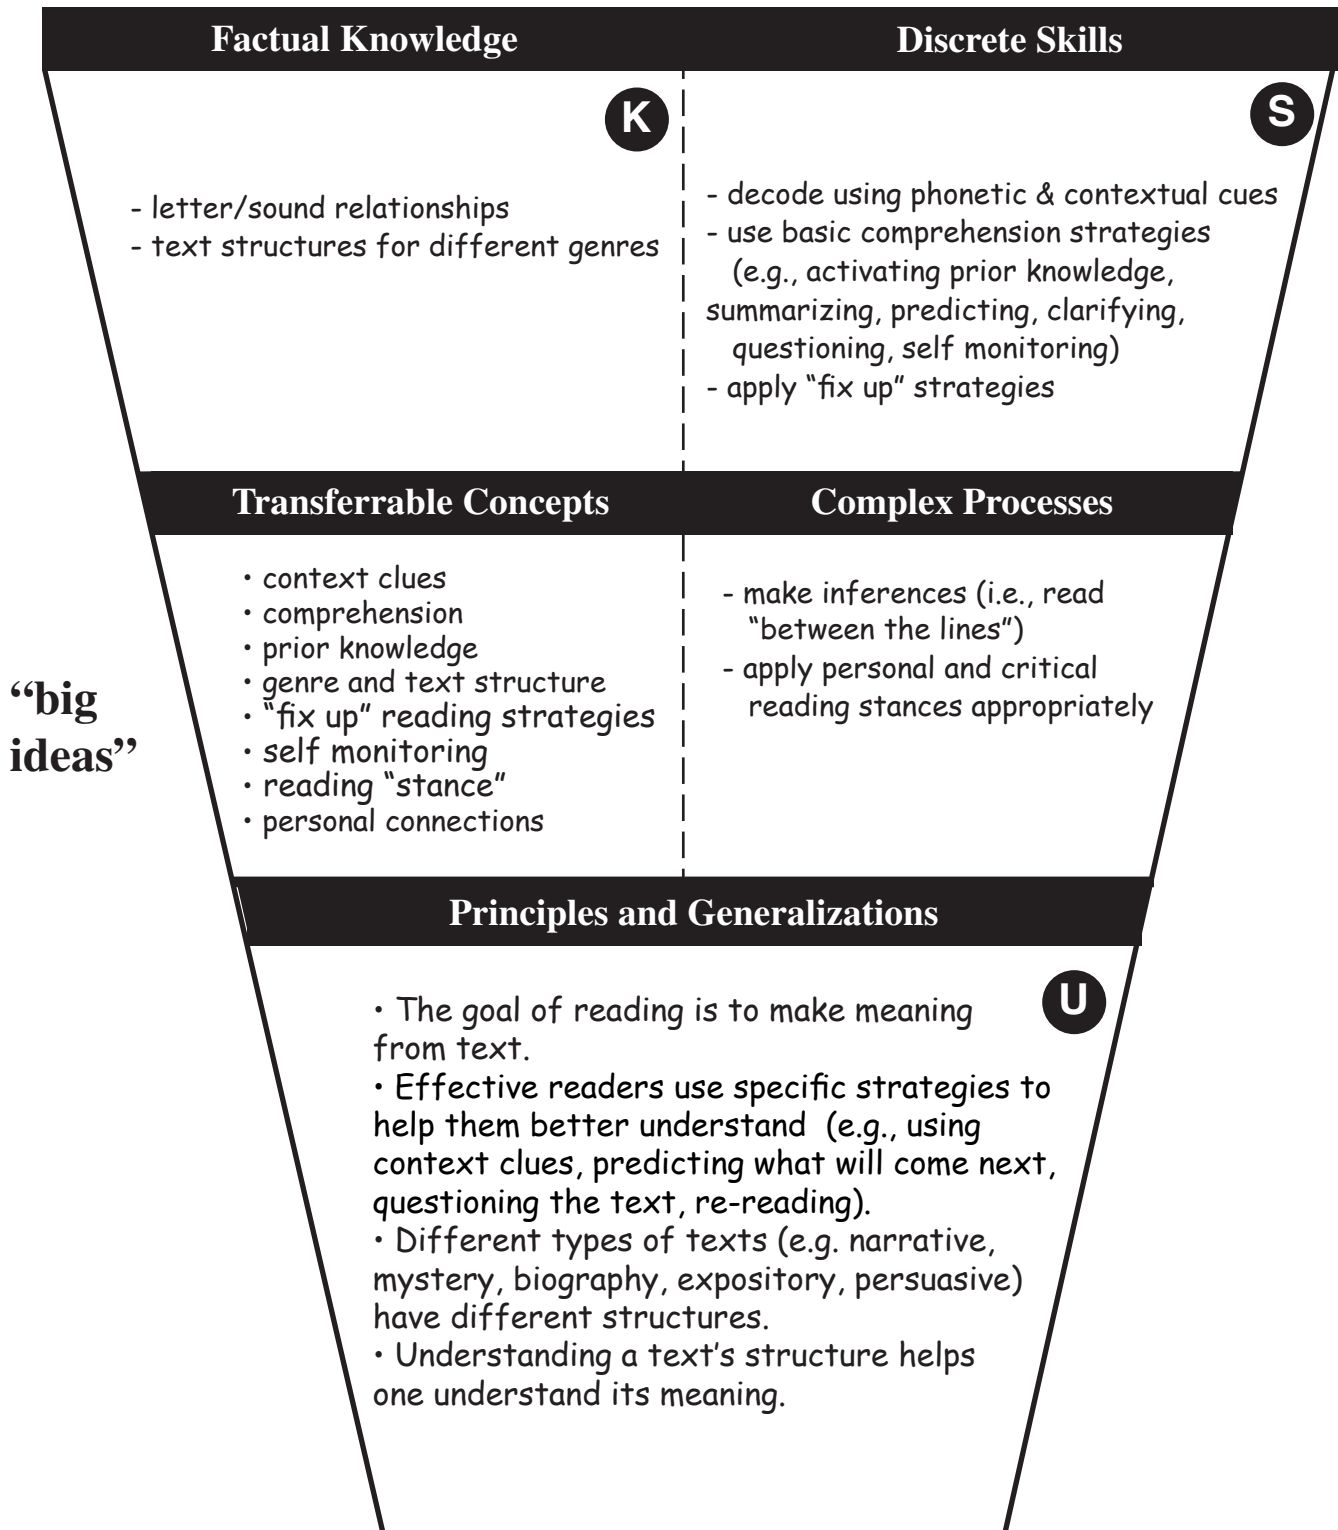 Factual Knowledge
Discrete Skills
K
S
- letter/sound relationships
- text structures for different genres
- decode using phonetic & contextual cues
- use basic comprehension strategies
(e.g., activating prior knowledge,
summarizing, predicting, clarifying,
questioning, self monitoring)
- apply “fix up” strategies
Transferrable Concepts
Complex Processes
“big
ideas”
• context clues
• comprehension
• prior knowledge
• genre and text structure
• “fix up” reading strategies
• self monitoring
• reading “stance”
• personal connections
- make inferences (i.e., read
“between the lines”)
- apply personal and critical
reading stances appropriately
Principles and Generalizations
U
• The goal of reading is to make meaning
from text.
• Effective readers use specific strategies to
help them better understand (e.g., using
context clues, predicting what will come next,
questioning the text, re-reading).
• Different types of texts (e.g. narrative,
mystery, biography, expository, persuasive)
have different structures.
• Understanding a text’s structure helps
one understand its meaning.